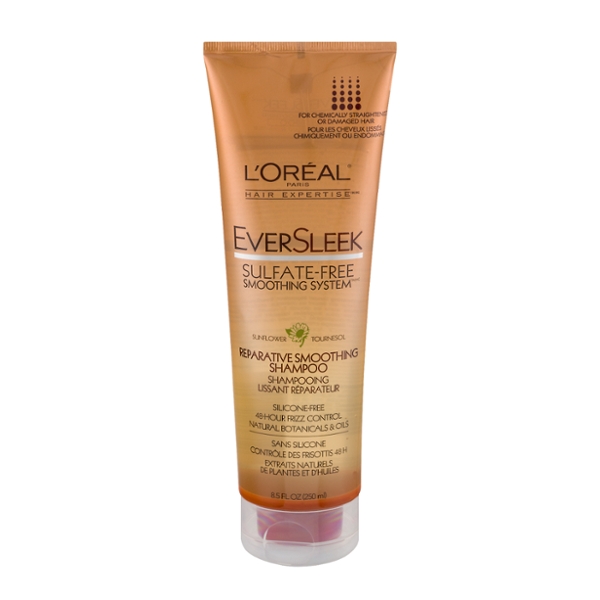 FOR CHEMICALLY STRAIGHTENED
OR DAMAGED HAIR
POUR LES CHEVEUX LISSÉS
CHIMIQUEMENT OU ENDOMMAGÉS
L'ORÉAL
PARIS
HAIR EXPERTISE
EVERSLEEK
SULFATE-FREE
SMOOTHING SYSTEM™
SUNFLOWER TOURNESOL
REPARATIVE SMOOTHING
SHAMPOO
SHAMPOOING
LISSANT RÉPARATEUR
SILICONE-FREE
48-HOUR FRIZZ CONTROL
NATURAL BOTANICALS & OILS
SANS SILICONE
CONTRÔLE DES FRISOTTIS 48 H
EXTRAITS NATURELS
DE PLANTES ET D'HUILES
8.5 FL OZ (250 ml)